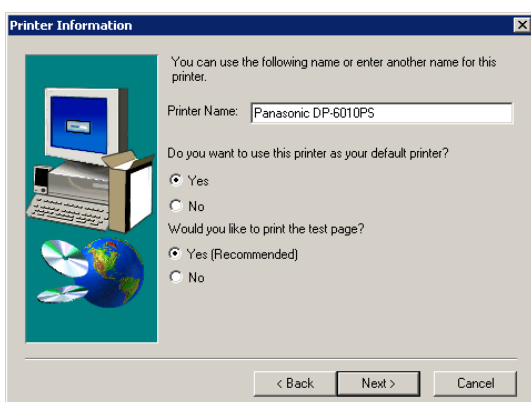 Printer Information
You can use the following name or enter another name for this
printer.
Printer Name: Panasonic DP-6010PS
Do you want to use this printer as your default printer?
Yes
No
Would you like to print the test page?
Yes (Recommended)
No
< Back Next > Cancel